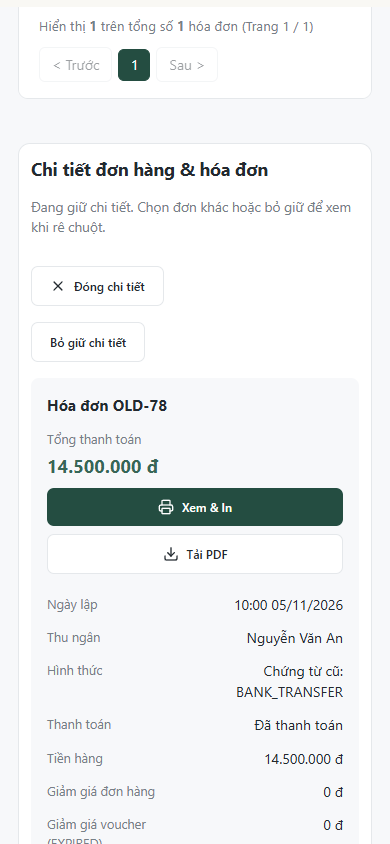 Hiển thị 1 trên tổng số 1 hóa đơn (Trang 1 / 1)
< Trước 1 Sau >
Chi tiết đơn hàng & hóa đơn
Đang giữ chi tiết. Chọn đơn khác hoặc bỏ giữ để xem
khi rê chuột.
Đóng chi tiết
Bỏ giữ chi tiết
Hóa đơn OLD-78
Tổng thanh toán
14.500.000 đ
Xem & In
Tải PDF
Ngày lập 10:00 05/11/2026
Thu ngân Nguyễn Văn An
Hình thức Chứng từ cũ:
BANK_TRANSFER
Thanh toán Đã thanh toán
Tiền hàng 14.500.000 đ
Giảm giá đơn hàng 0 đ
Giảm giá voucher 0 đ
(EXPIRED)